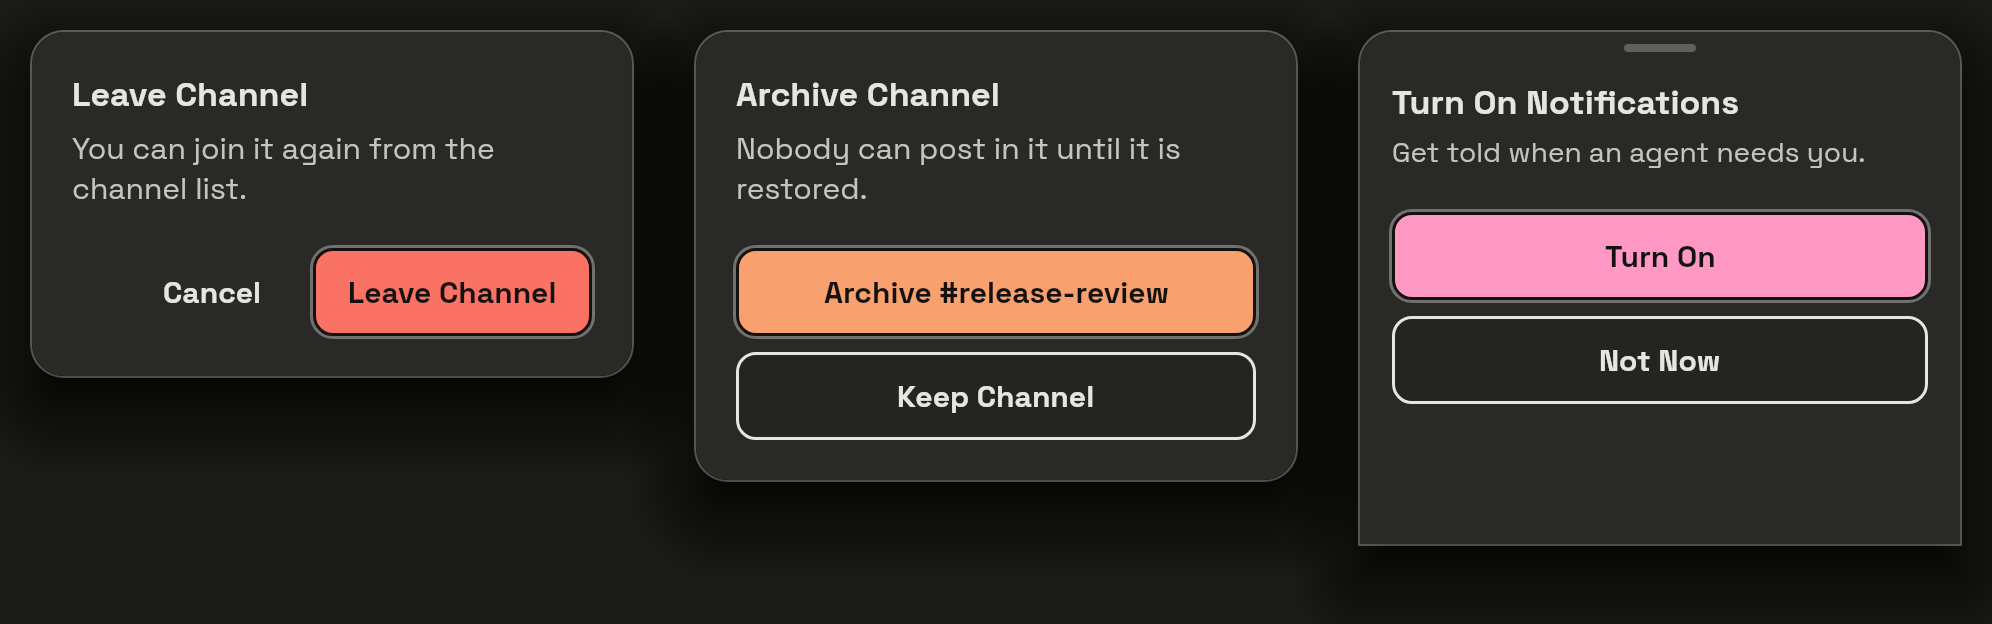 Leave Channel
You can join it again from the
channel list.
Cancel
Leave Channel
Archive Channel
Nobody can post in it until it is
restored.
Archive #release-review
Keep Channel
Turn On Notifications
Get told when an agent needs you.
Turn On
Not Now